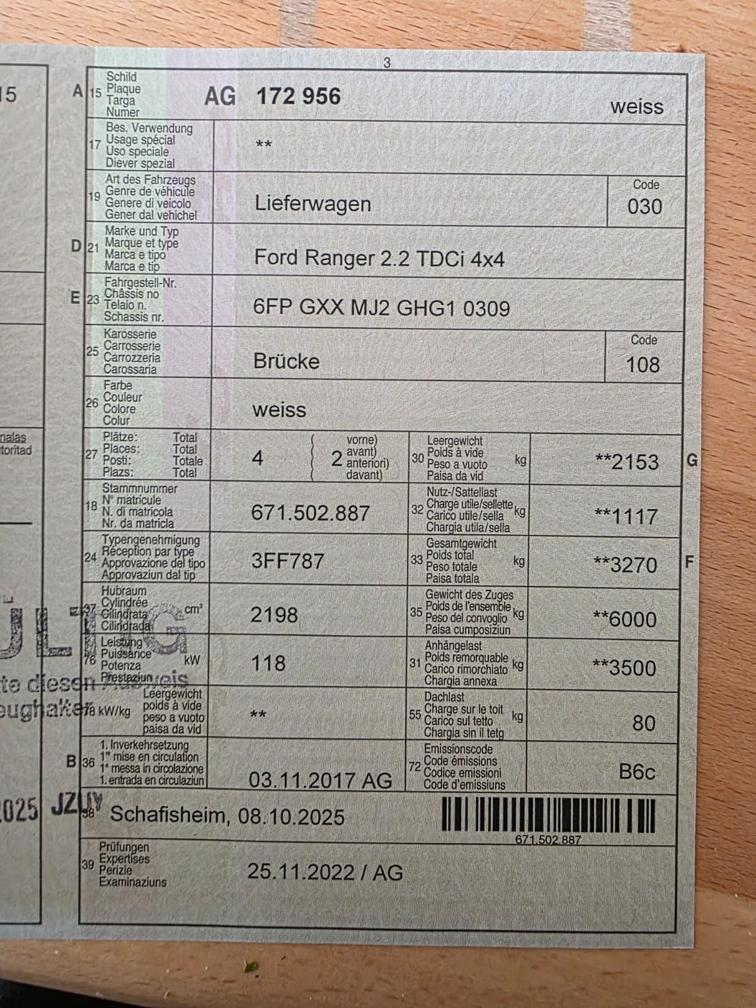 3
15
A 15 Schild
Plaque
Targa
Numer
AG 172 956
weiss
17 Bes. Verwendung
Usage spécial
Uso speciale
Diever spezial
**
19 Art des Fahrzeugs
Genre de véhicule
Genere di veicolo
Gener dal vehichel
Lieferwagen
Code
030
D 21 Marke und Typ
Marque et type
Marca e tipo
Marca e tip
Ford Ranger 2.2 TDCi 4x4
E 23 Fahrgestell-Nr.
Châssis no
Telaio n.
Schassis nr.
6FP GXX MJ2 GHG1 0309
25 Karosserie
Carrosserie
Carrozzeria
Carossaria
Brücke
Code
108
26 Farbe
Couleur
Colore
Colur
weiss
27 Plätze: Total
Places: Total
Posti: Totale
Plazs: Total
4
2
vorne)
avant)
anteriori)
davant)
30 Leergewicht
Poids à vide
Peso a vuoto
Paisa da vid
kg
**2153
G
18 Stammnummer
N° matricule
N. di matricola
Nr. da matricla
671.502.887
32 Nutz-/Sattellast
Charge utile/sellette
Carico utile/sella
Chargia utila/sella
kg
**1117
24 Typengenehmigung
Réception par type
Approvazione del tipo
Approvaziun dal tip
3FF787
33 Gesamtgewicht
Poids total
Peso totale
Paisa totala
kg
**3270
F
37 Hubraum
Cylindrée
Cilindrata
Cilindrada
cm³
2198
35 Gewicht des Zuges
Poids de l'ensemble
Peso del convoglio
Paisa cumposiziun
kg
**6000
76 Leistung
Puissance
Potenza
Prestaziun
kW
118
31 Anhängelast
Poids remorquable
Carico rimorchiato
Chargia annexa
kg
**3500
78 kW/kg
Leergewicht
poids à vide
peso a vuoto
paisa da vid
**
55 Dachlast
Charge sur le toit
Carico sul tetto
Chargia sin il tetg
kg
80
B 36 1. Inverkehrsetzung
1re mise en circulation
1a messa in circolazione
1. entrada en circulaziun
03.11.2017 AG
72 Emissionscode
Code émissions
Codice emissioni
Code d'emissiuns
B6c
38 Schafisheim, 08.10.2025
671.502.887
39 Prüfungen
Expertises
Perizie
Examinaziuns
25.11.2022 / AG
nalas
toritad
te diesen Ausweis
eughalter
2025